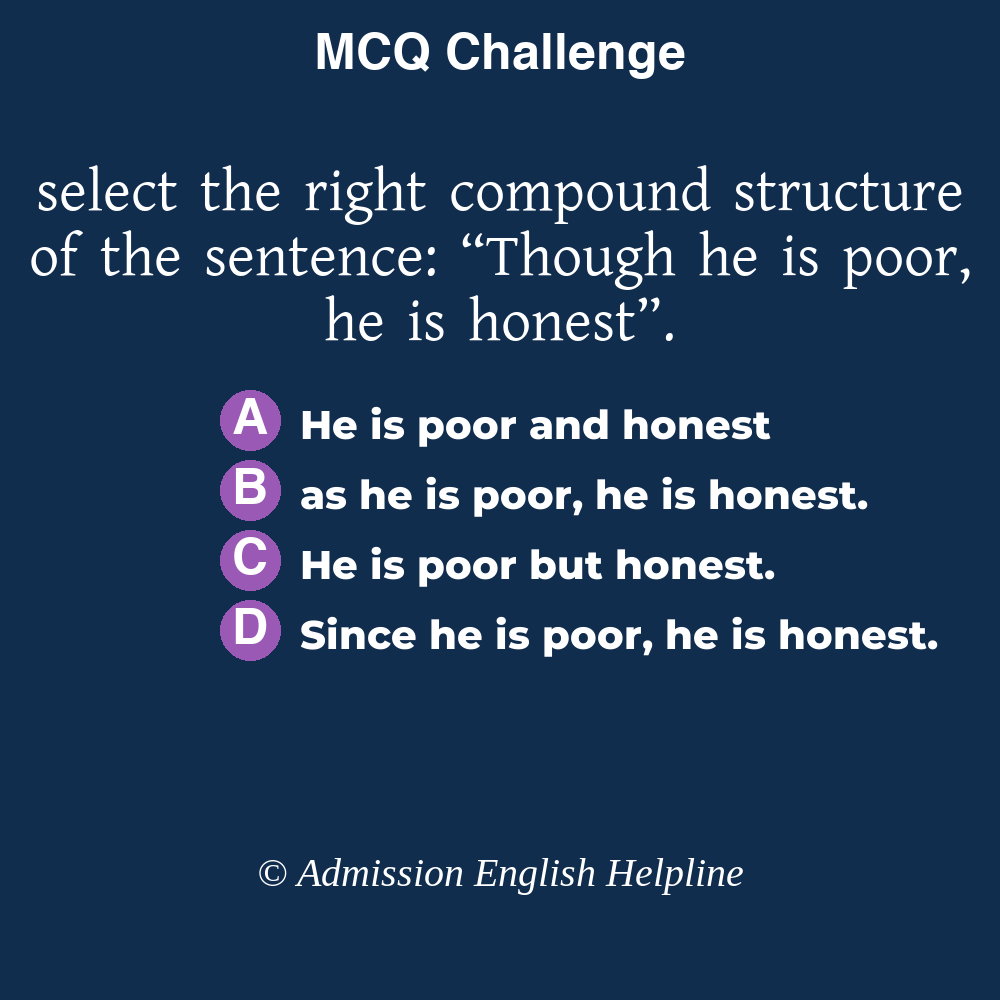 MCQ Challenge
select the right compound structure
of the sentence: “Though he is poor,
he is honest”.
A He is poor and honest
B as he is poor, he is honest.
C He is poor but honest.
D Since he is poor, he is honest.
© Admission English Helpline